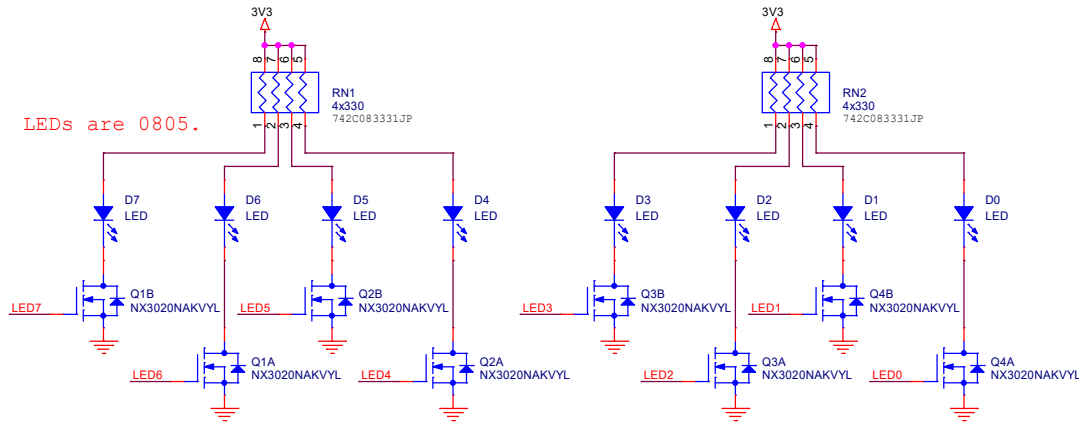 3V3
3V3
8 7 6 5
8 7 6 5
RN1
4x330
742C083331JP
RN2
4x330
742C083331JP
LEDs are 0805.
1 2 3 4
1 2 3 4
D7
LED
D6
LED
D5
LED
D4
LED
D3
LED
D2
LED
D1
LED
D0
LED
LED7
Q1B
NX3020NAKVYL
LED5
Q2B
NX3020NAKVYL
LED3
Q3B
NX3020NAKVYL
LED1
Q4B
NX3020NAKVYL
LED6
Q1A
NX3020NAKVYL
LED4
Q2A
NX3020NAKVYL
LED2
Q3A
NX3020NAKVYL
LED0
Q4A
NX3020NAKVYL